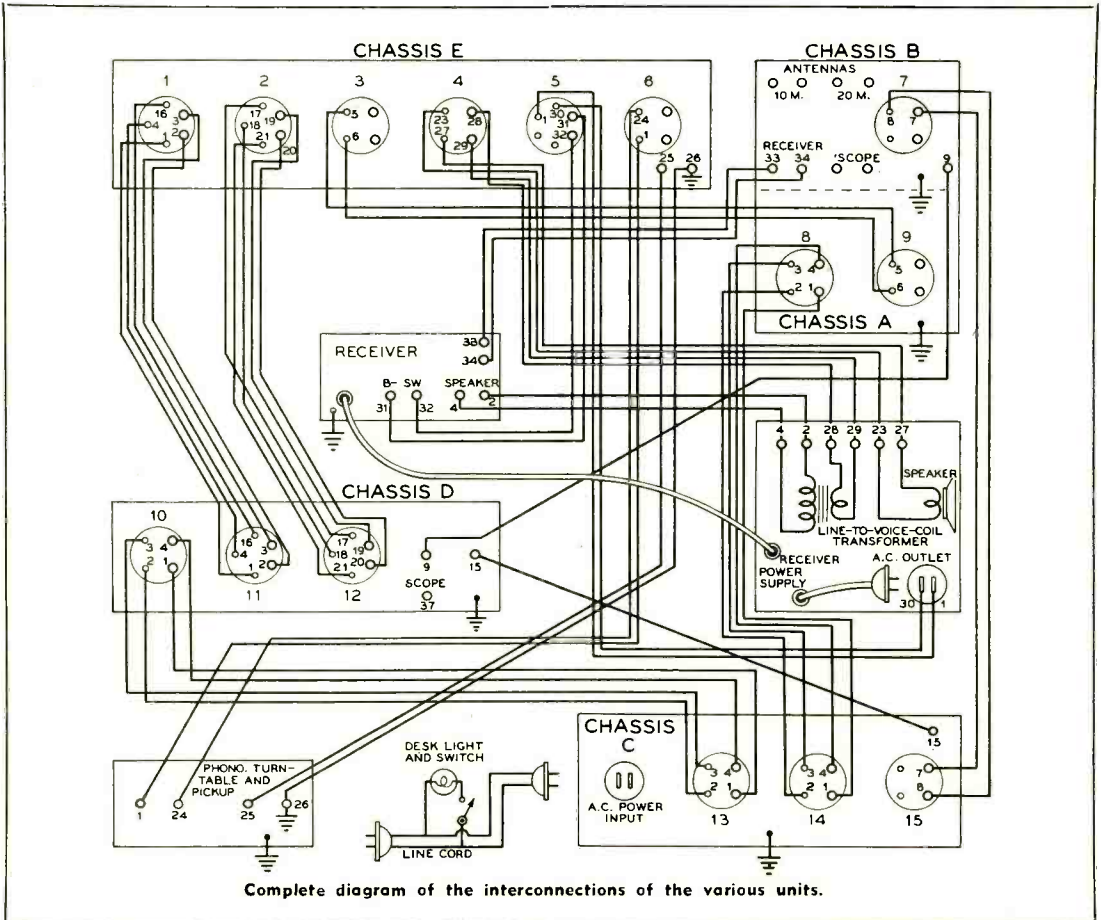 CHASSIS E
1 2 3 4 5 6
16 3 4 2 1
17 19 18 21 20
5 6
23 28 27 29
30 1 31 32
24 1
25 26
CHASSIS B
ANTENNAS
10 M. 20 M.
7
8 7
RECEIVER 'SCOPE
33 34 9
8 9
3 4 2 1
5 6
CHASSIS A
RECEIVER
33
34
B- SW SPEAKER
31 32 4 2
4 2 28 29 23 27
SPEAKER
LINE-TO-VOICE-COIL
TRANSFORMER
RECEIVER
POWER
SUPPLY
A.C. OUTLET
30 1
CHASSIS D
10
3 4 2 1
16 3 4 2 1
17 19 18 20 21
11 12
9 15
SCOPE
37
CHASSIS
C
A.C. POWER
INPUT
15
3 4 2 1
3 4 2 1
7 8
13 14 15
PHONO. TURN-
TABLE AND
PICKUP
1 24 25 26
DESK LIGHT
AND SWITCH
LINE CORD
Complete diagram of the interconnections of the various units.